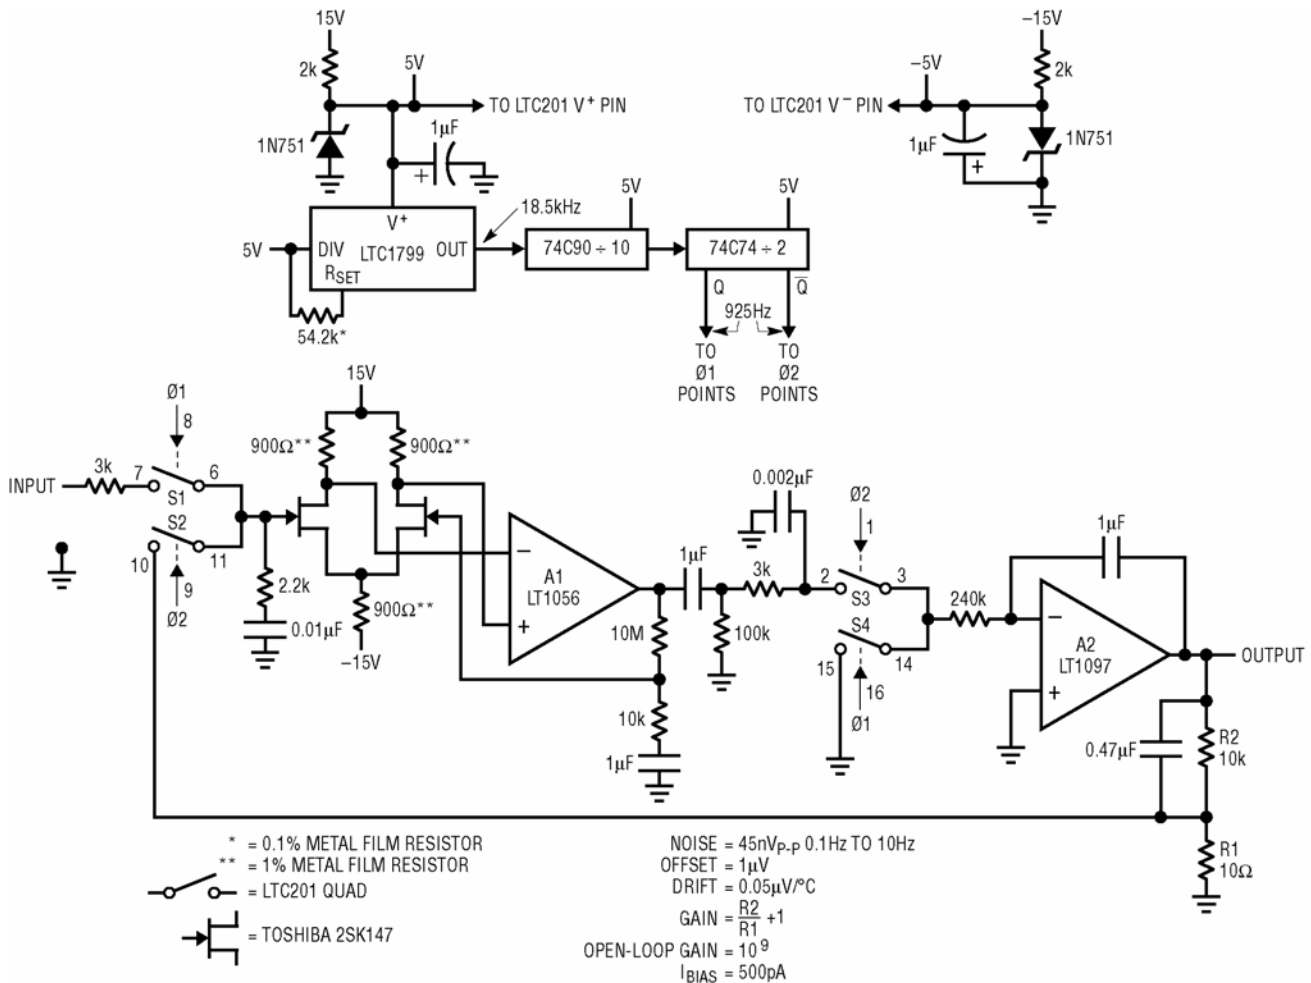 15V
2k
5V
TO LTC201 V+ PIN
1N751
1µF
+
–15V
–5V
2k
TO LTC201 V– PIN
1N751
1µF
+
18.5kHz
5V
5V
V+
5V
DIV
LTC1799
OUT
RSET
54.2k*
74C90 ÷ 10
74C74 ÷ 2
Q
Q̅
925Hz
TO
Ø1
POINTS
TO
Ø2
POINTS
15V
900Ω**
900Ω**
Ø1
8
INPUT
3k
7
6
S1
S2
10
11
9
Ø2
2.2k
0.01µF
900Ω**
–15V
–
A1
LT1056
+
10M
10k
1µF
1µF
100k
3k
0.002µF
Ø2
1
2
3
S3
S4
15
14
16
Ø1
240k
1µF
–
A2
LT1097
+
OUTPUT
0.47µF
R2
10k
R1
10Ω
* = 0.1% METAL FILM RESISTOR
** = 1% METAL FILM RESISTOR
= LTC201 QUAD
= TOSHIBA 2SK147
NOISE = 45nVP-P 0.1Hz TO 10Hz
OFFSET = 1µV
DRIFT = 0.05µV/°C
GAIN = R2/R1 +1
OPEN-LOOP GAIN = 10⁹
IBIAS = 500pA